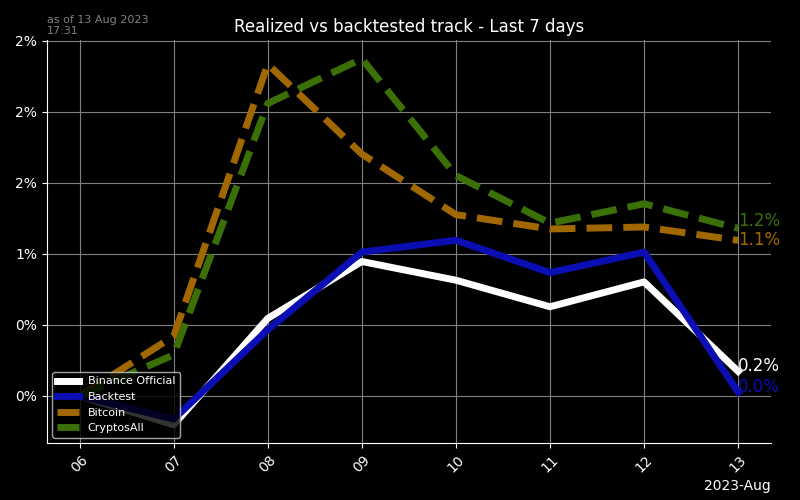 as of 13 Aug 2023
17:31
Realized vs backtested track - Last 7 days
2%
2%
2%
1%
0%
0%
1.2%
1.1%
0.2%
0.0%
Binance Official
Backtest
Bitcoin
CryptosAll
06
07
08
09
10
11
12
13
2023-Aug